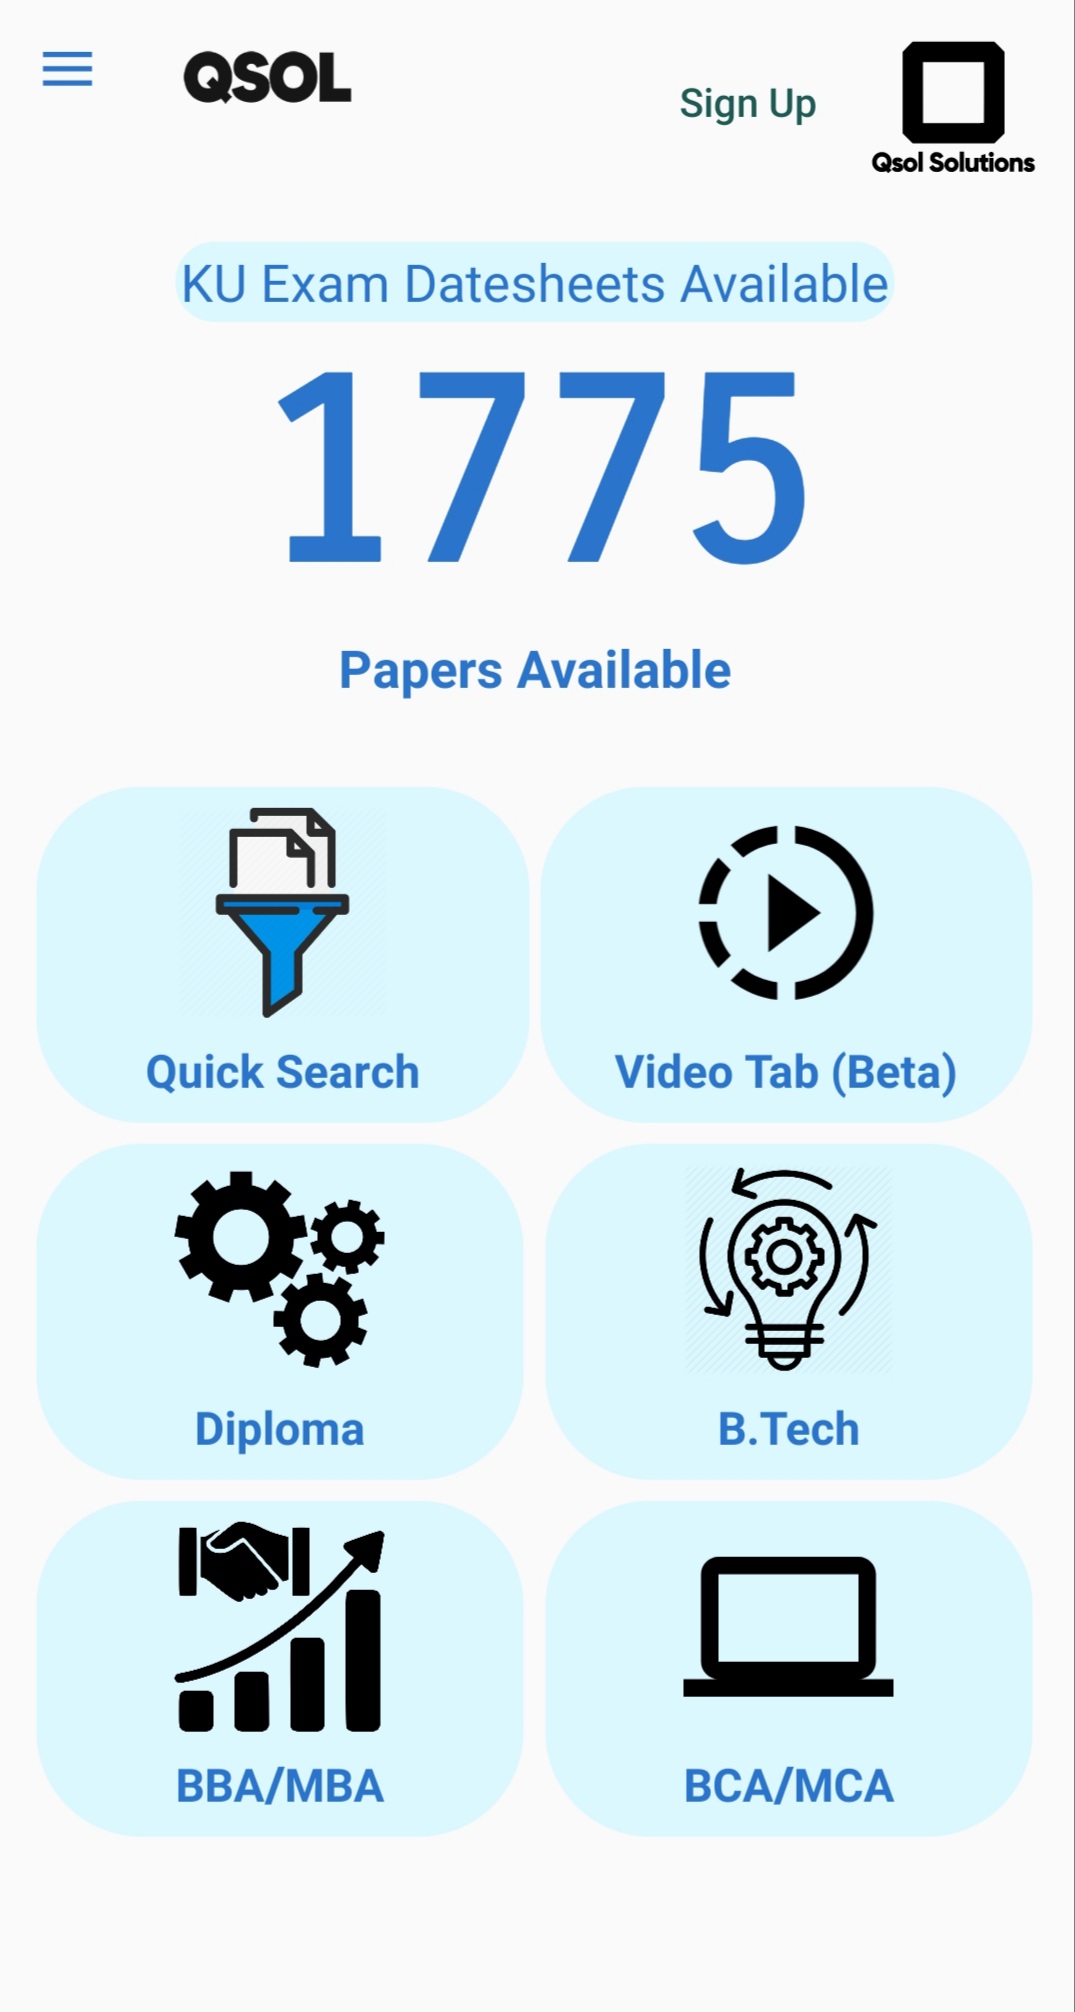 QSOL
Sign Up
Qsol Solutions
KU Exam Datesheets Available
1775
Papers Available
Quick Search
Video Tab (Beta)
Diploma
B.Tech
BBA/MBA
BCA/MCA